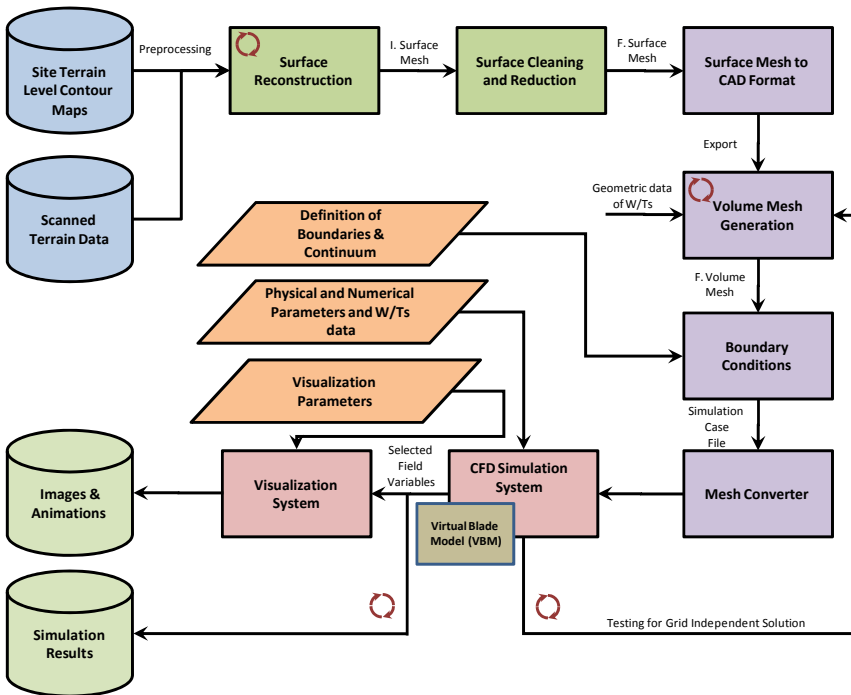 Site Terrain
Level Contour
Maps
Preprocessing
Surface
Reconstruction
I. Surface
Mesh
Surface Cleaning
and Reduction
F. Surface
Mesh
Surface Mesh to
CAD Format
Export
Scanned
Terrain Data
Geometric data
of W/Ts
Volume Mesh
Generation
Definition of
Boundaries &
Continuum
F. Volume
Mesh
Physical and Numerical
Parameters and W/Ts
data
Boundary
Conditions
Visualization
Parameters
Simulation
Case
File
Images &
Animations
Visualization
System
Selected
Field
Variables
CFD Simulation
System
Virtual Blade
Model (VBM)
Mesh Converter
Simulation
Results
Testing for Grid Independent Solution